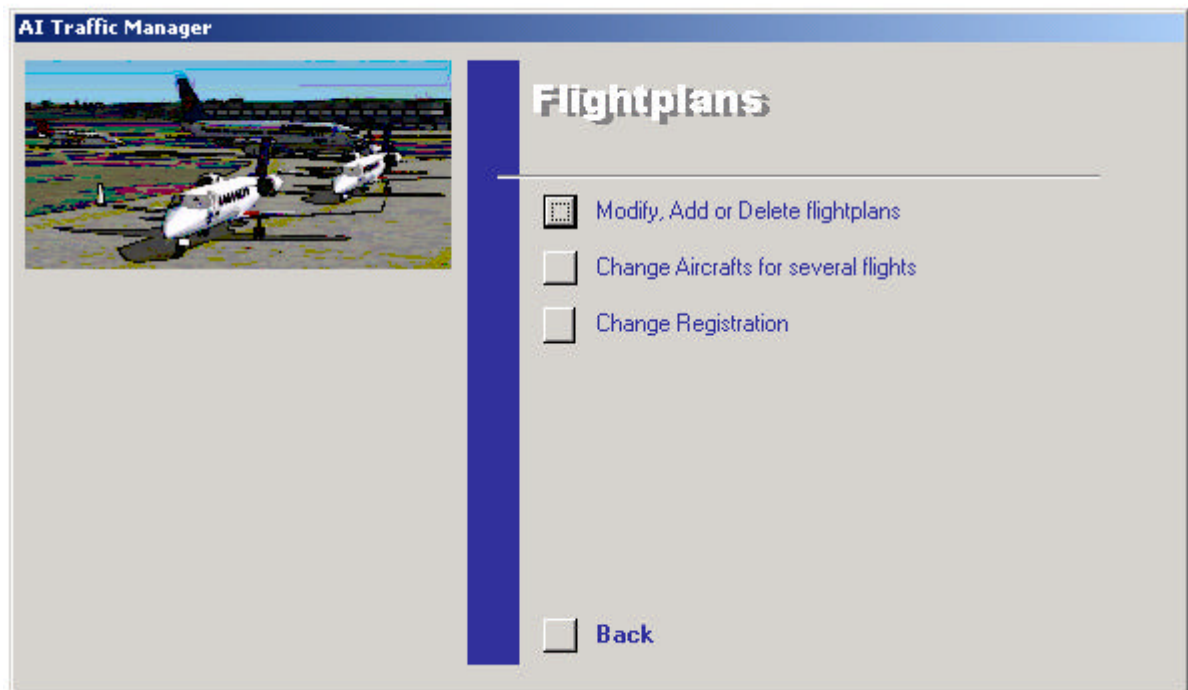 AI Traffic Manager
Flightplans
Modify, Add or Delete flightplans
Change Aircrafts for several flights
Change Registration
Back